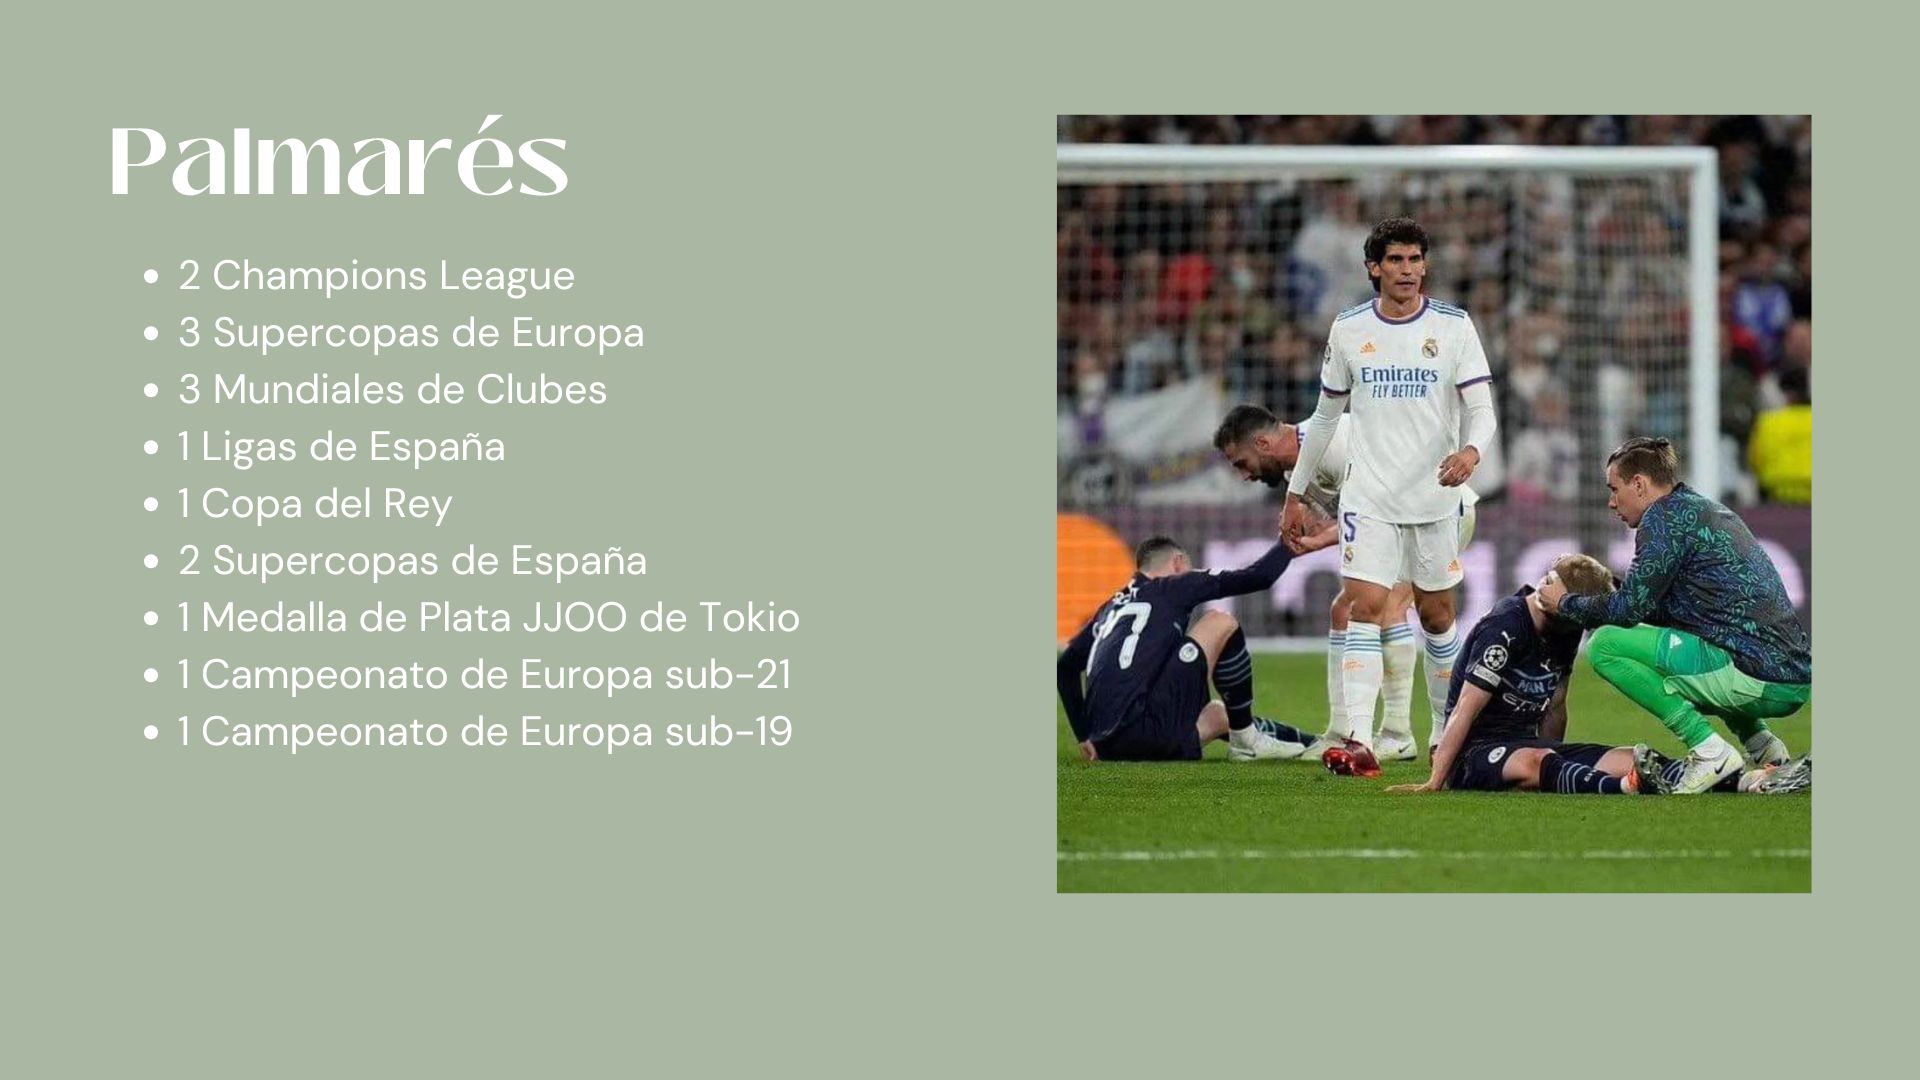 Palmarés
2 Champions League
3 Supercopas de Europa
3 Mundiales de Clubes
1 Ligas de España
1 Copa del Rey
2 Supercopas de España
1 Medalla de Plata JJOO de Tokio
1 Campeonato de Europa sub-21
1 Campeonato de Europa sub-19
Emirates
FLY BETTER
5